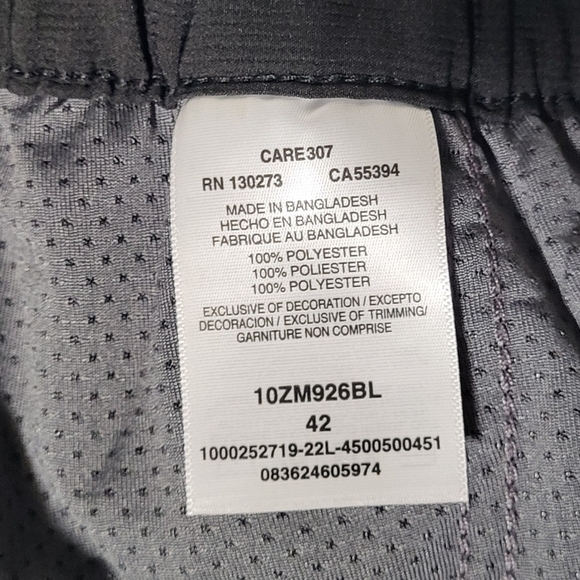 CARE307
RN 130273 CA55394
MADE IN BANGLADESH
HECHO EN BANGLADESH
FABRIQUE AU BANGLADESH
100% POLYESTER
100% POLIESTER
100% POLYESTER
EXCLUSIVE OF DECORATION / EXCEPTO
DECORACION / EXCLUSIVE OF TRIMMING/
GARNITURE NON COMPRISE
10ZM926BL
42
1000252719-22L-4500500451
083624605974